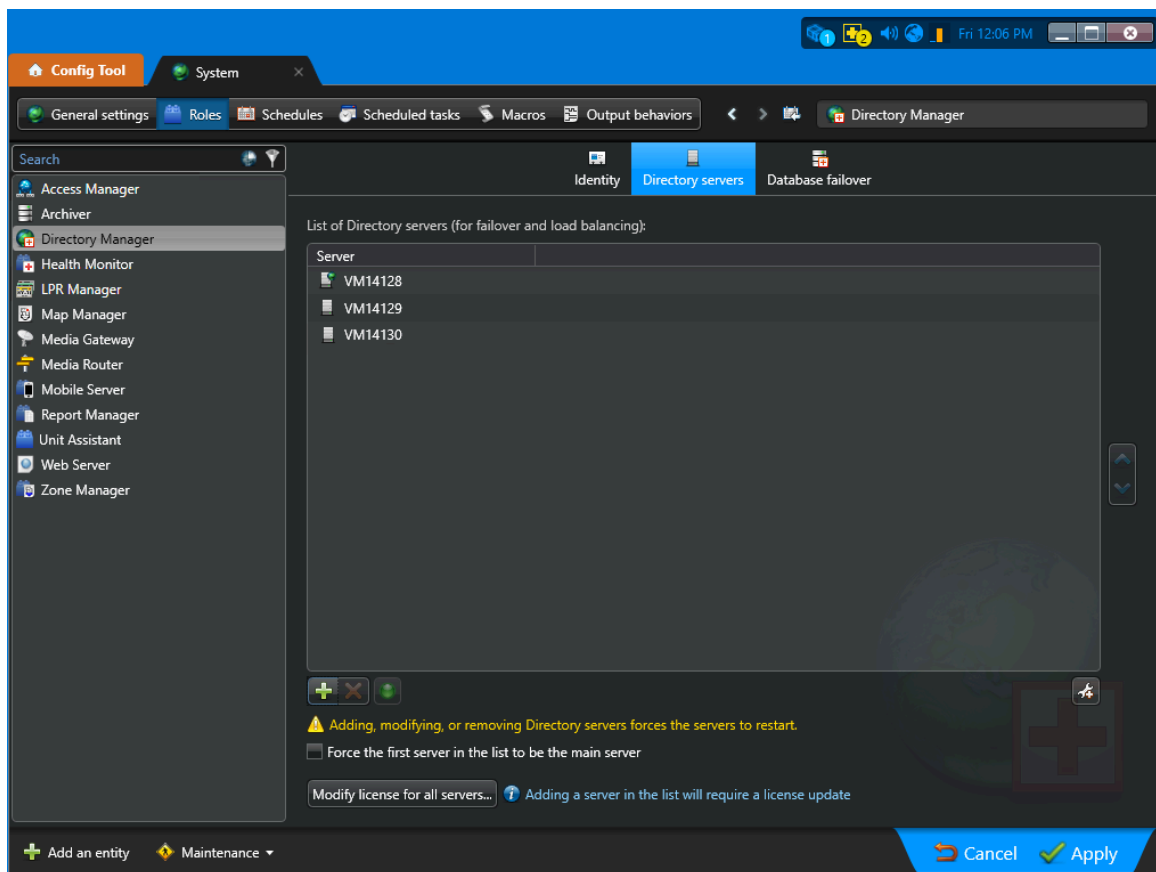 1 2 Fri 12:06 PM
Config Tool System
General settings Roles Schedules Scheduled tasks Macros Output behaviors Directory Manager
Search
Access Manager
Archiver
Directory Manager
Health Monitor
LPR Manager
Map Manager
Media Gateway
Media Router
Mobile Server
Report Manager
Unit Assistant
Web Server
Zone Manager
Identity Directory servers Database failover
List of Directory servers (for failover and load balancing):
Server
VM14128
VM14129
VM14130
Adding, modifying, or removing Directory servers forces the servers to restart.
Force the first server in the list to be the main server
Modify license for all servers... Adding a server in the list will require a license update
Add an entity Maintenance Cancel Apply